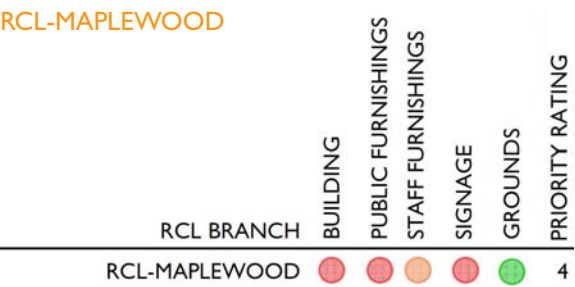 RCL-MAPLEWOOD
RCL BRANCH
BUILDING
PUBLIC FURNISHINGS
STAFF FURNISHINGS
SIGNAGE
GROUNDS
PRIORITY RATING
RCL-MAPLEWOOD 4